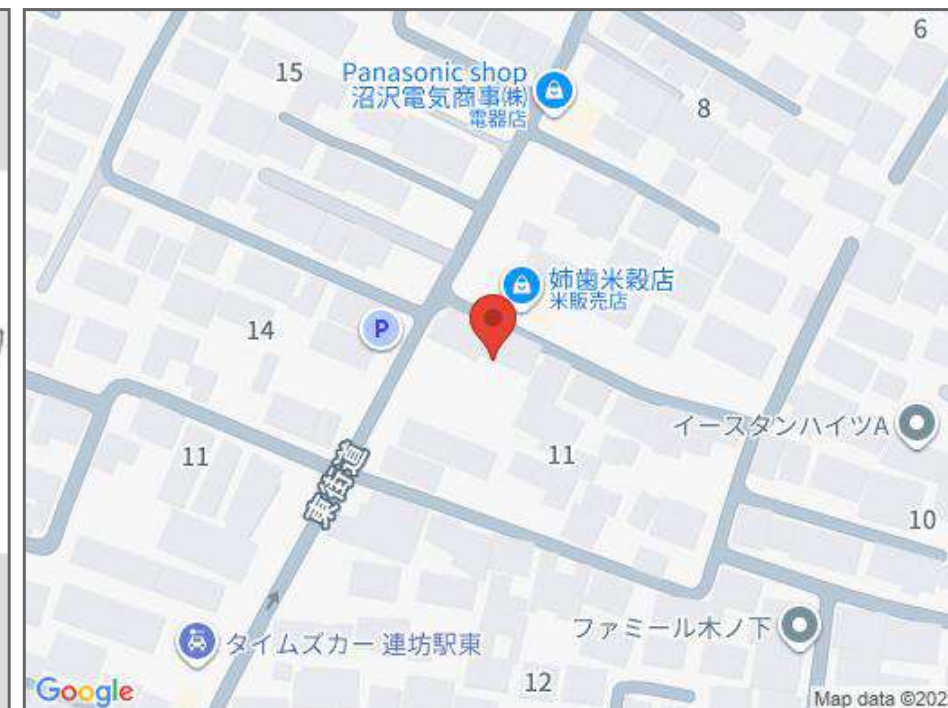 6
15
Panasonic shop
沼沢電気商事㈱
電器店
8
姉歯米穀店
米販売店
14
P
イースタンハイツA
11
11
東街道
10
ファミール木ノ下
タイムズカー 連坊駅東
12
Google
Map data ©202